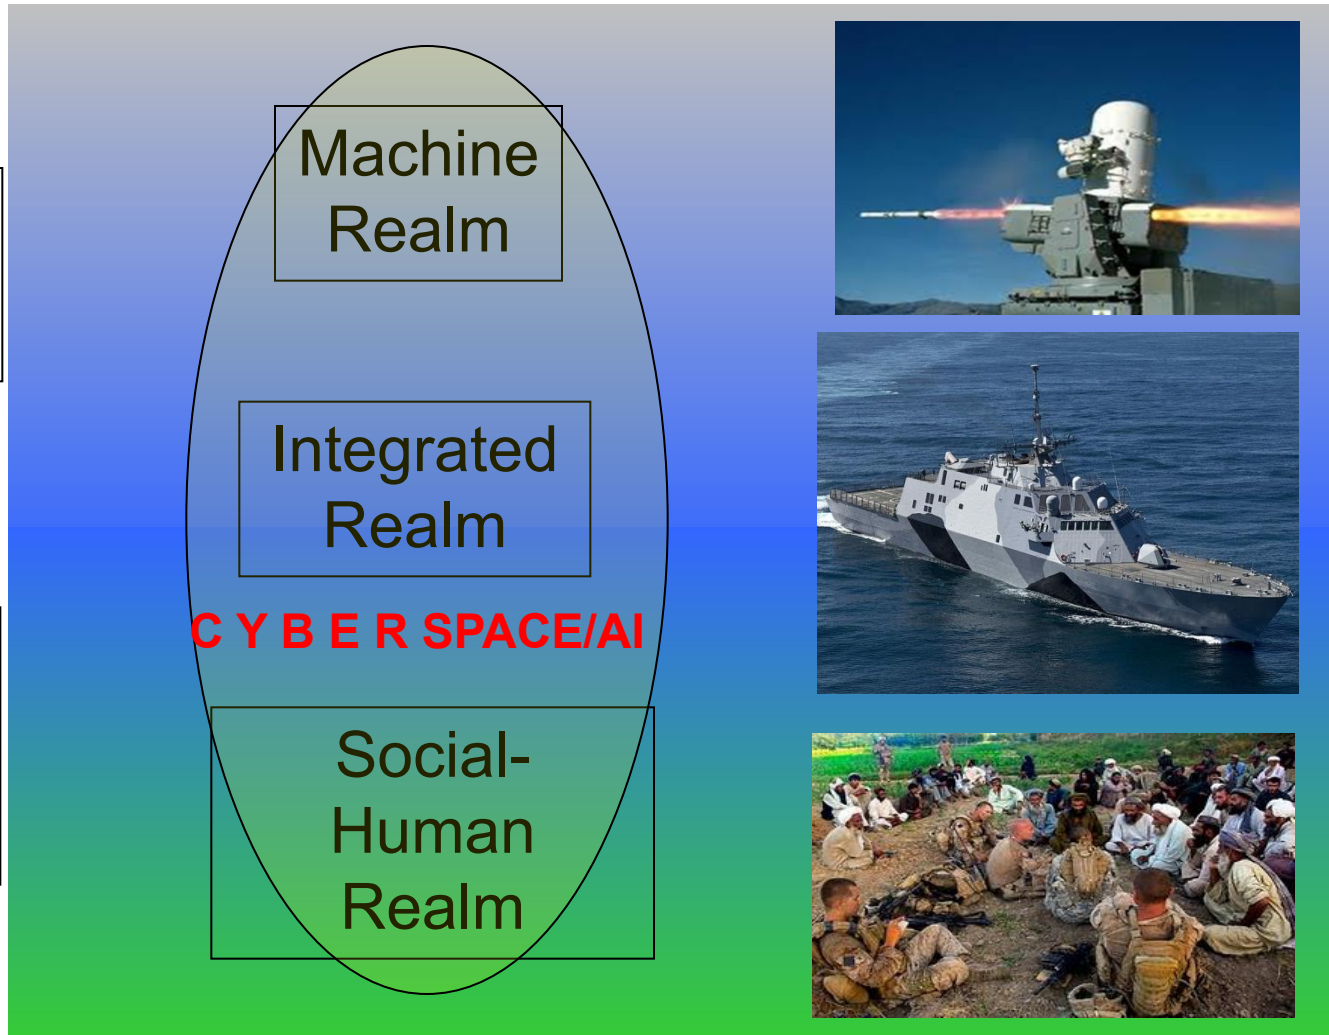 Machine
Realm
Integrated
Realm
C Y B E R SPACE/AI
Social-
Human
Realm